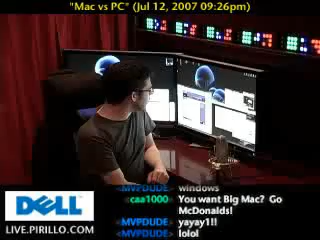 "Mac vs PC" (Jul 12, 2007 09:26pm)
<MVPDUDE> windows
<caa1000> You want Big Mac?  Go
McDonalds!
<MVPDUDE> yayay1!!
<MVPDUDE> lolol
DELL
LIVE.PIRILLO.COM